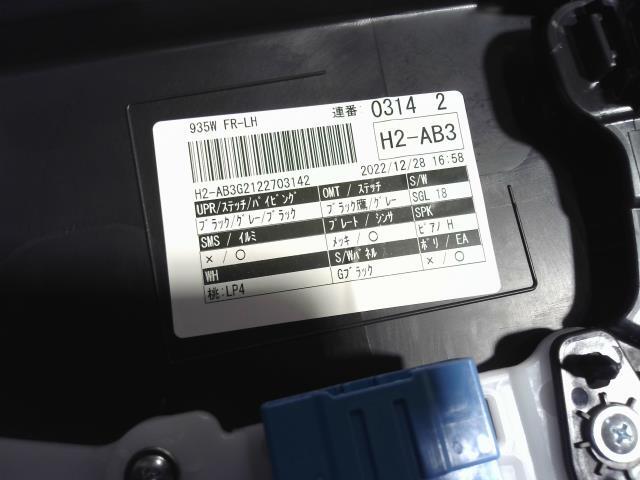 935W FR-LH 連番 0314 2
H2-AB3
H2-AB3G2122703142 2022/12/28 16:58
UPR/ステッチ/パイピング OMT / ステッチ S/W
ブラック/グレー/ブラック ブラック廣/グレー SGL 18
SMS / イルミ プレート / シンサ SPK
× / ○ メッキ / ○ ピアノ H
WH S/Wパネル ポリ / EA
桃:LP4 Gブラック × / ○